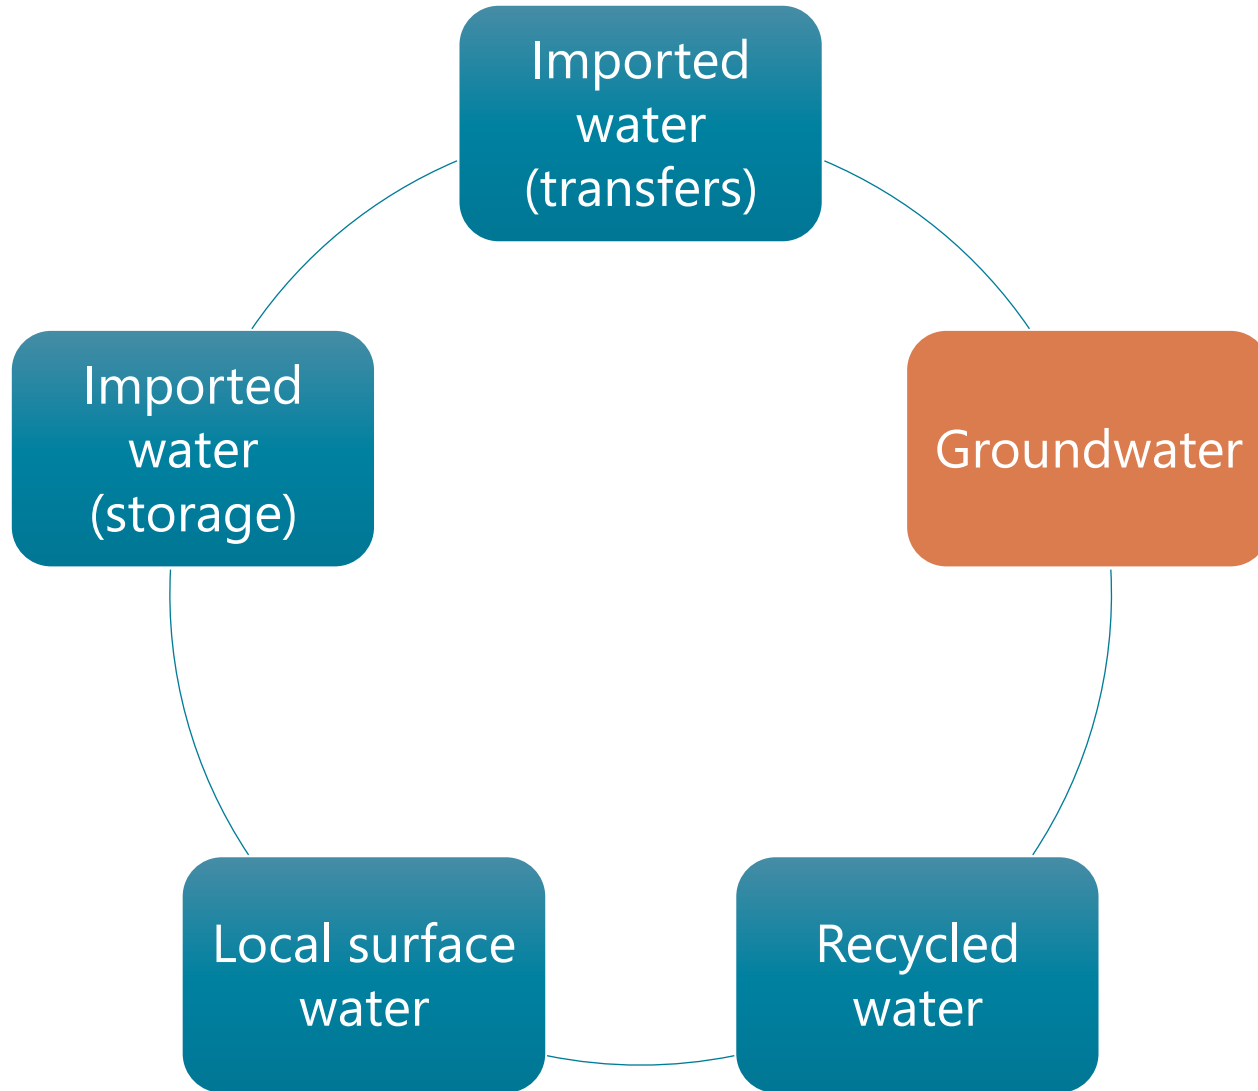 Imported
water
(transfers)
Groundwater
Recycled
water
Local surface
water
Imported
water
(storage)